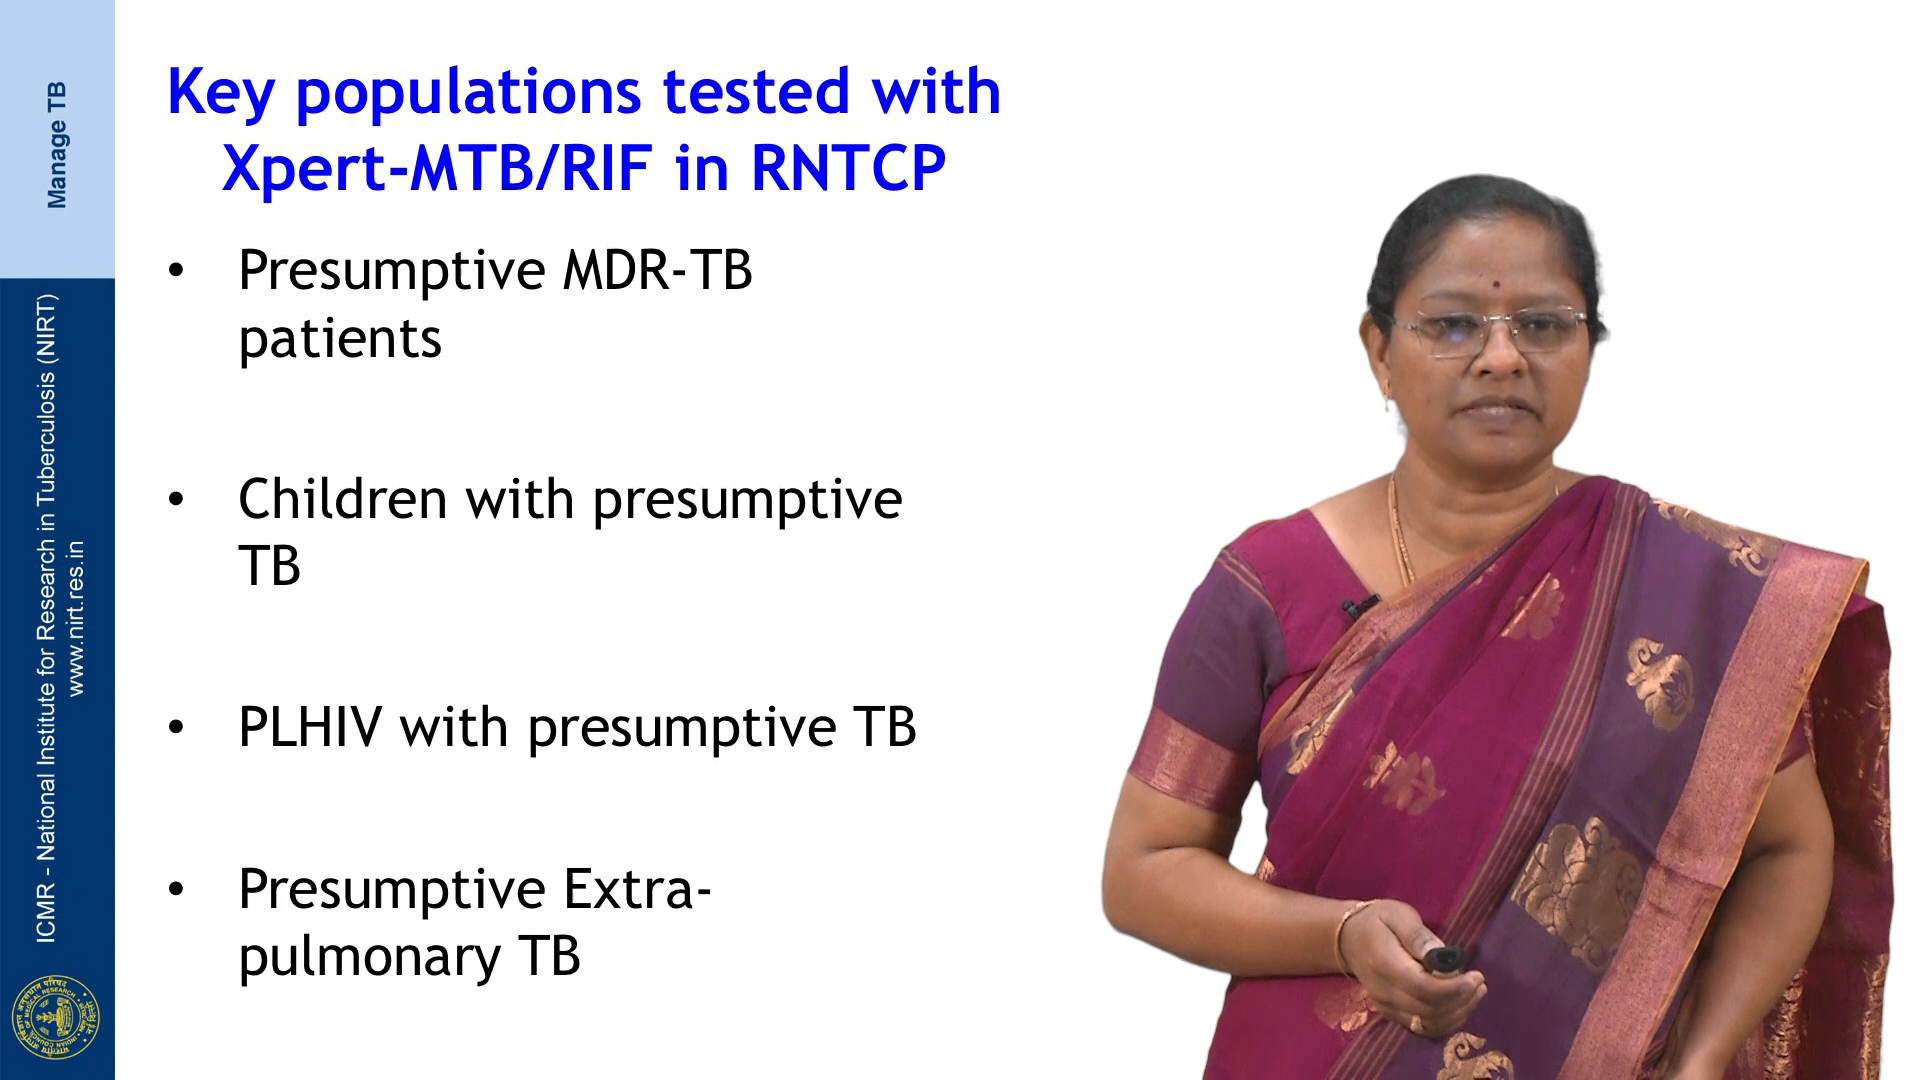 Manage TB
ICMR - National Institute for Research in Tuberculosis (NIRT)
www.nirt.res.in
Key populations tested with
Xpert-MTB/RIF in RNTCP
• Presumptive MDR-TB
patients
• Children with presumptive
TB
• PLHIV with presumptive TB
• Presumptive Extra-
pulmonary TB